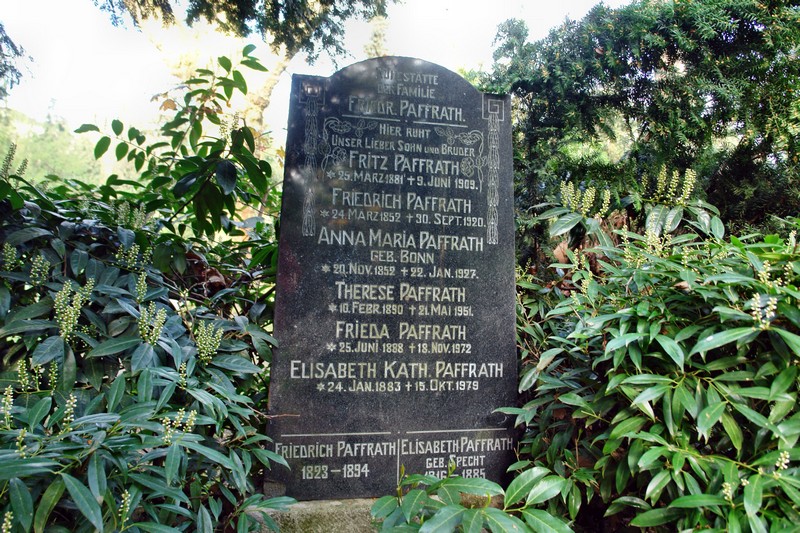 RUHESTÄTTE
DER FAMILIE
FRIEDR. PAFFRATH.
HIER RUHT
UNSER LIEBER SOHN UND BRUDER
FRITZ PAFFRATH
* 25. MÄRZ 1881 + 9. JUNI 1909.
FRIEDRICH PAFFRATH
* 24. MÄRZ 1852 + 30. SEPT. 1920.
ANNA MARIA PAFFRATH
GEB. BONN
* 20. NOV. 1852 + 22. JAN. 1927.
THERESE PAFFRATH
* 10. FEBR. 1890 + 21. MAI 1951.
FRIEDA PAFFRATH
* 25. JUNI 1888 + 18. NOV. 1972
ELISABETH KATH. PAFFRATH
* 24. JAN. 1883 + 15. OKT. 1979
FRIEDRICH PAFFRATH
1823-1894
ELISABETH PAFFRATH
GEB. SPECHT
1885